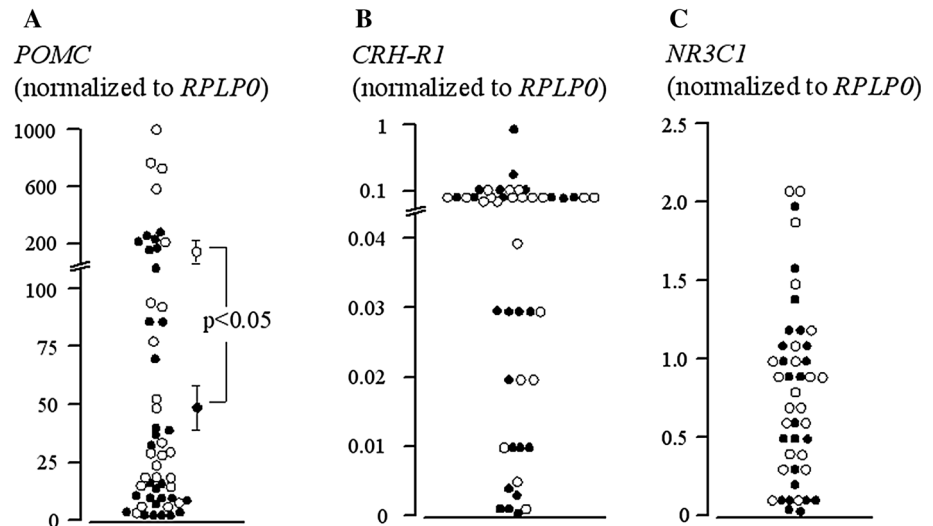 A
POMC
(normalized to RPLP0)
1000
600
200
100
75
50
25
0
p<0.05
B
CRH-R1
(normalized to RPLP0)
1
0.1
0.04
0.03
0.02
0.01
0
C
NR3C1
(normalized to RPLP0)
2.5
2.0
1.5
1.0
0.5
0